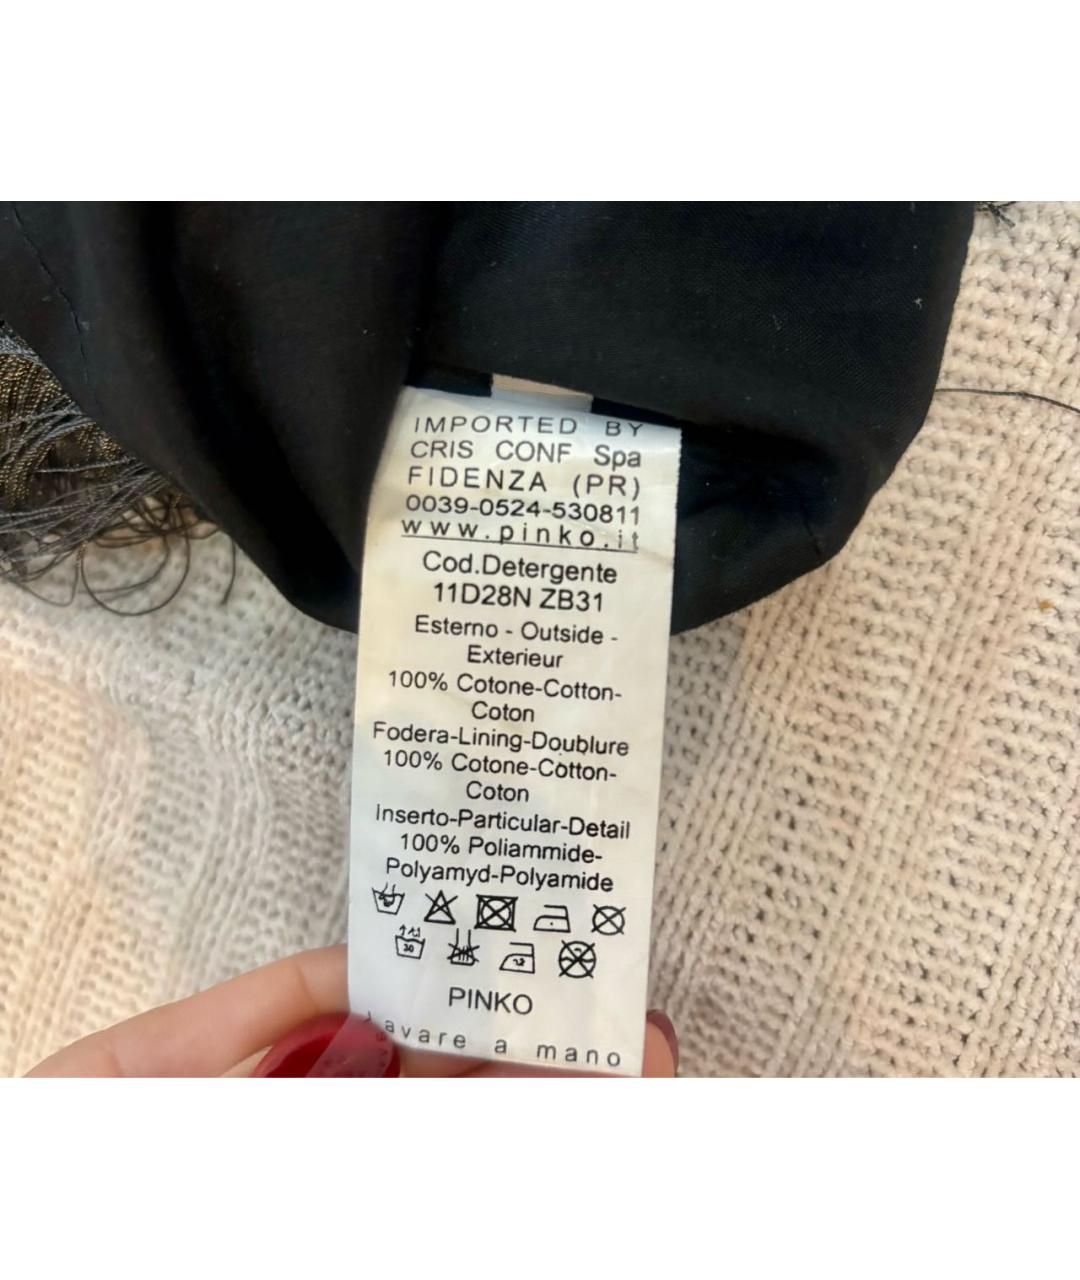 IMPORTED BY
CRIS CONF Spa
FIDENZA (PR)
0039-0524-530811
www.pinko.it
Cod.Detergente
11D28N ZB31
Esterno - Outside -
Exterieur
100% Cotone-Cotton-
Coton
Fodera-Lining-Doublure
100% Cotone-Cotton-
Coton
Inserto-Particular-Detail
100% Poliammide-
Polyamyd-Polyamide
30
PINKO
Lavare a mano